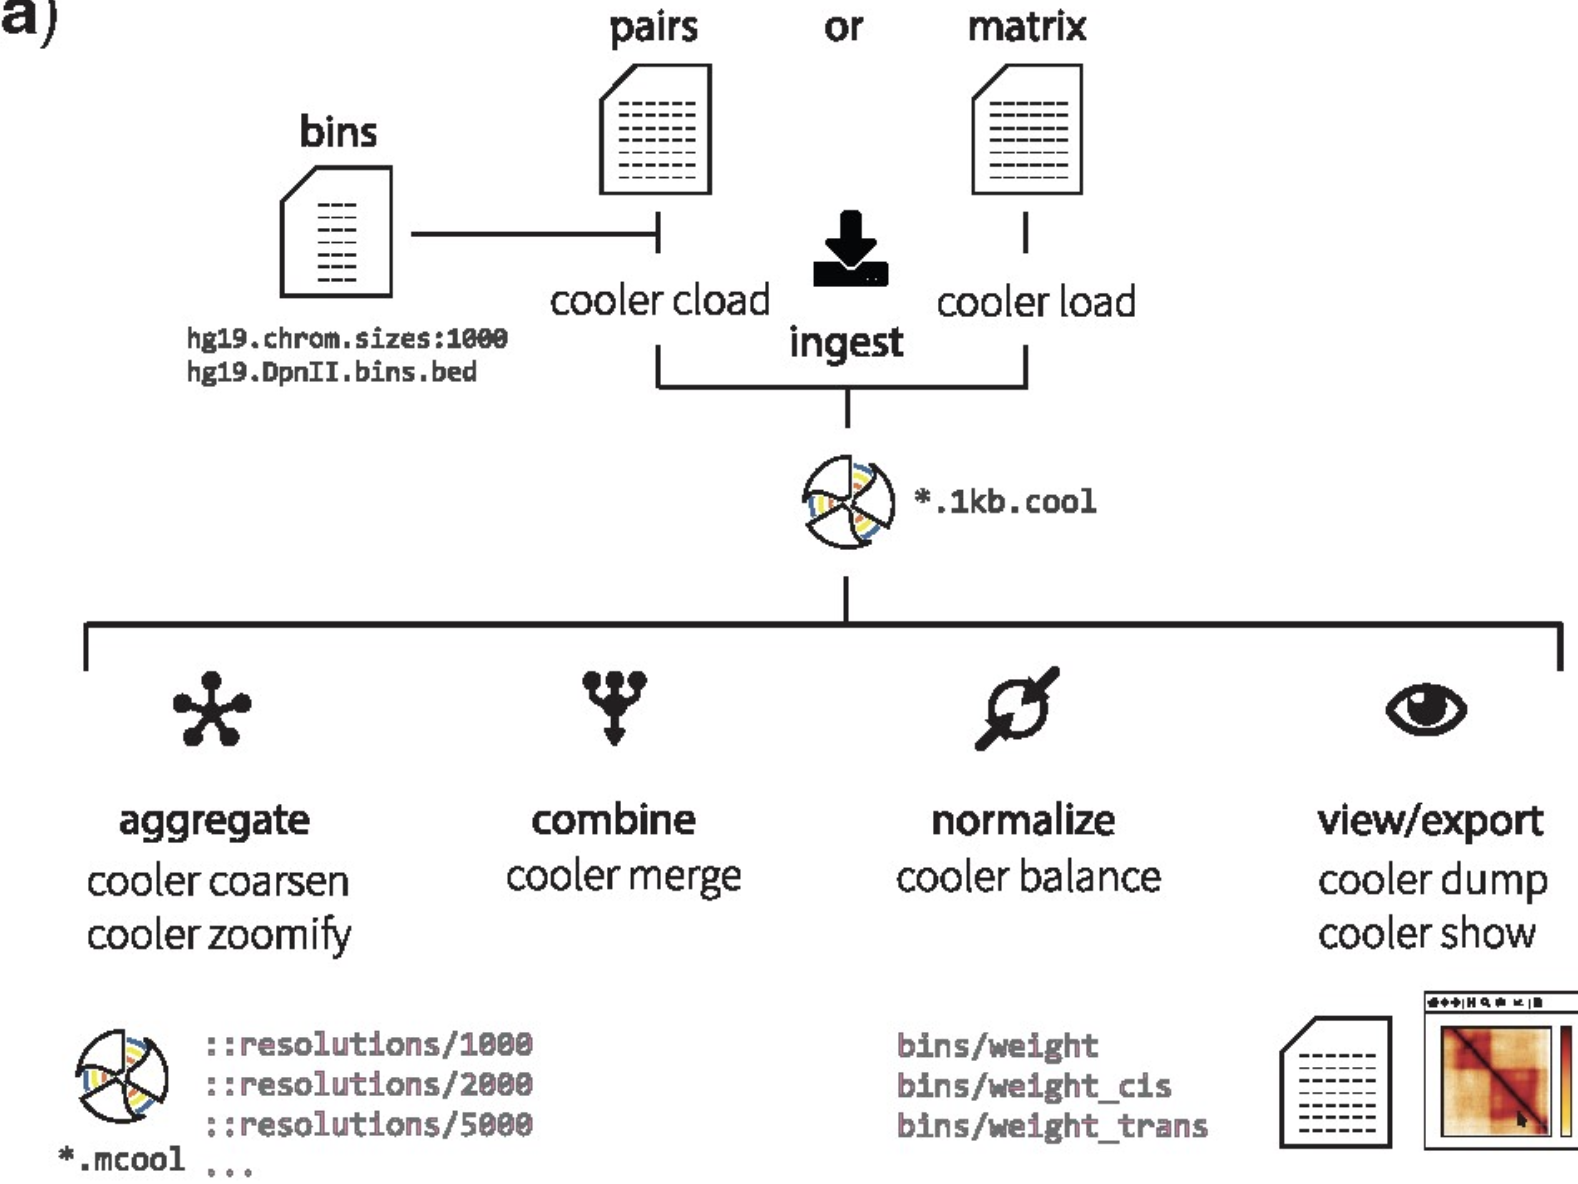 a)
pairs or matrix
bins
hg19.chrom.sizes:1000
hg19.DpnII.bins.bed
cooler cload
ingest
cooler load
*.1kb.cool
aggregate
cooler coarsen
cooler zoomify
combine
cooler merge
normalize
cooler balance
view/export
cooler dump
cooler show
*.mcool
::resolutions/1000
::resolutions/2000
::resolutions/5000
...
bins/weight
bins/weight_cis
bins/weight_trans